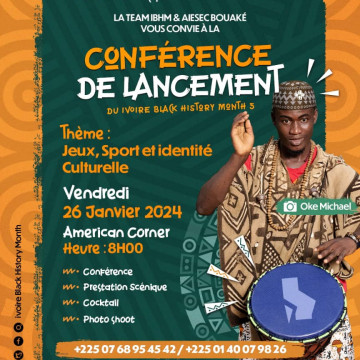 LA TEAM IBHM & AIESEC BOUAKÉ
VOUS CONVIE À LA
CONFÉRENCE
DE LANCEMENT
DU IVOIRE BLACK HISTORY MONTH 5
Thème :
Jeux, Sport et identité
Culturelle
Vendredi
26 Janvier 2024
American Corner
Heure : 8H00
Conférence
Prestation Scénique
Cocktail
Photo Shoot
Oke Michael
Ivoire Black History Month
+225 07 68 95 45 42 / +225 01 40 07 98 26